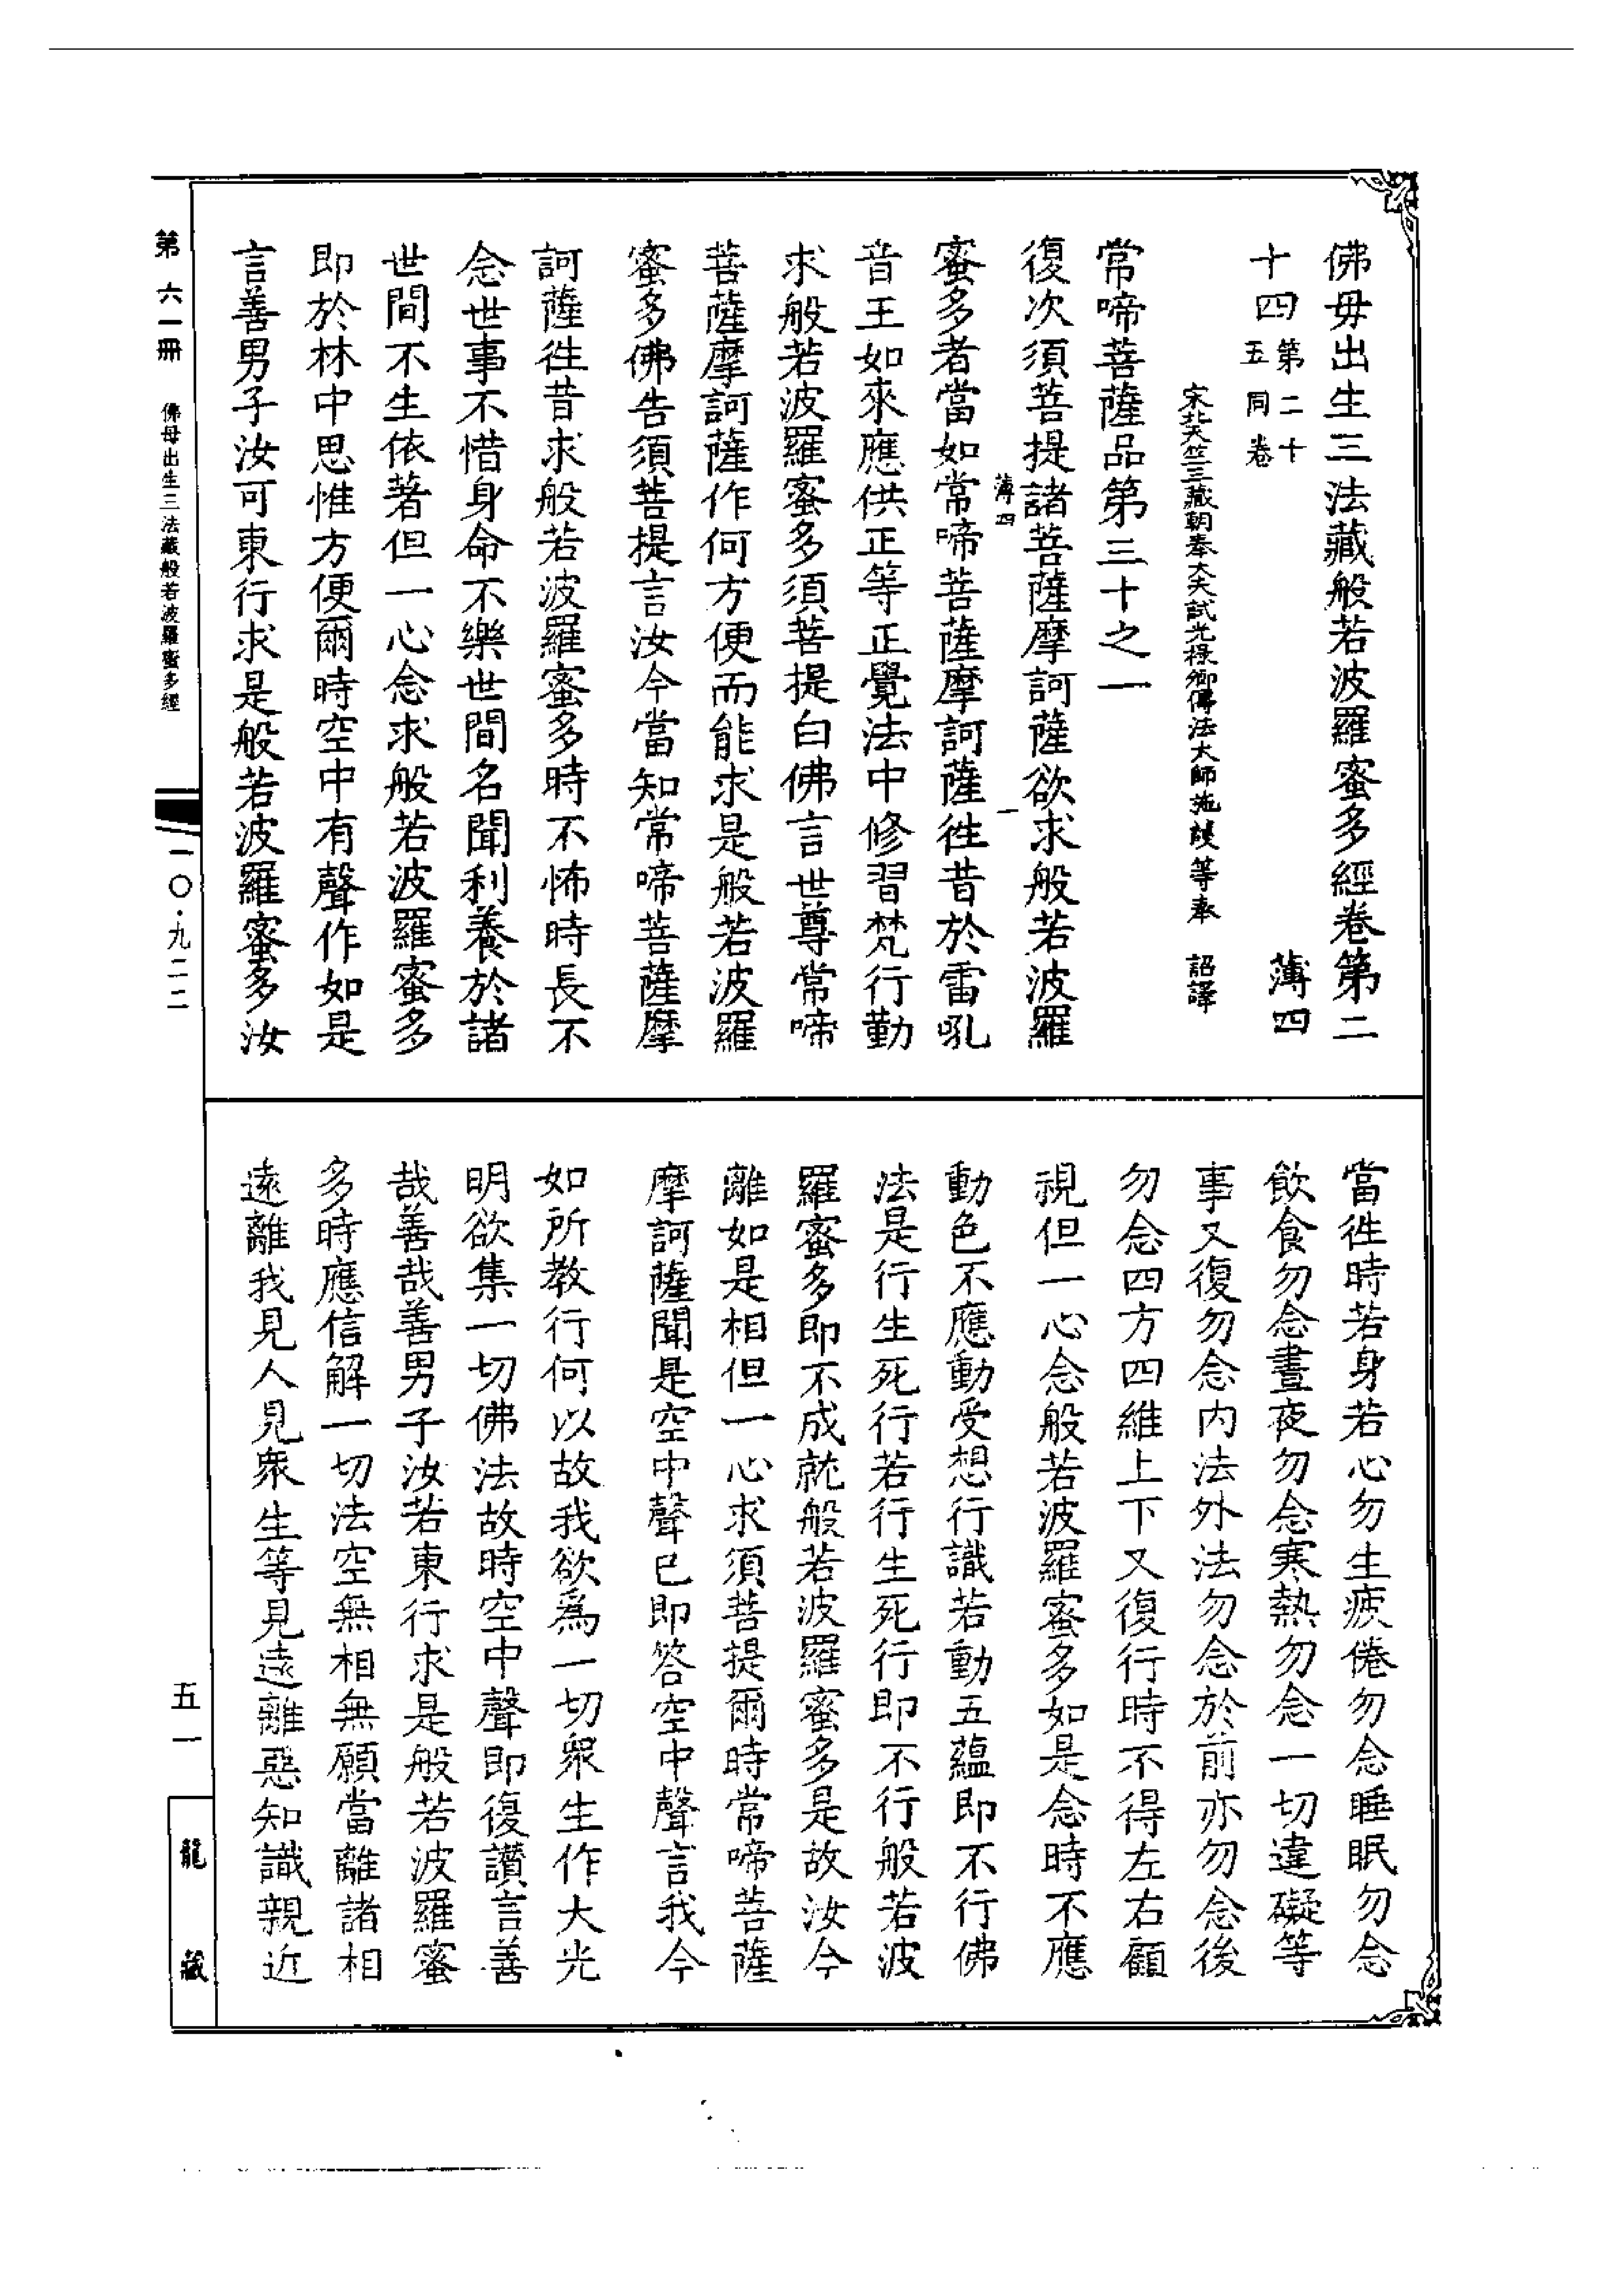 佛毋出生三法藏般若波羅蜜多經卷第二
十四 第二十五同卷 薄四
宋北天竺三藏朝奉大夫試光祿卿傳法大師施護等奉 詔譯
常啼菩薩品第三十之一
復次須菩提諸菩薩摩訶薩欲求般若波羅
薄四 一
蜜多者當如常啼菩薩摩訶薩徃昔於雷吼
音王如來應供正等正覺法中修習梵行勤
求般若波羅蜜多須菩提白佛言世尊常啼
菩薩摩訶薩作何方便而能求是般若波羅
蜜多佛告須菩提言汝今當知常啼菩薩摩
訶薩徃昔求般若波羅蜜多時不怖時長不
念世事不惜身命不樂世間名聞利養於諸
世間不生依著但一心念求般若波羅蜜多
即於林中思惟方便爾時空中有聲作如是
言善男子汝可東行求是般若波羅蜜多汝
當徃時若身若心勿生疲倦勿念睡眠勿念
飲食勿念晝夜勿念寒熱勿念一切違礙等
事又復勿念内法外法勿念於前亦勿念後
勿念四方四維上下又復行時不得左右顧
視但一心念般若波羅蜜多如是念時不應
動色不應動受想行識若動五蘊即不行佛
法是行生死行若行生死行即不行般若波
羅蜜多即不成就般若波羅蜜多是故汝今
離如是相但一心求須菩提爾時常啼菩薩
摩訶薩聞是空中聲已即答空中聲言我今
如所教行何以故我欲爲一切衆生作大光
明欲集一切佛法故時空中聲即復讚言善
哉善哉善男子汝若東行求是般若波羅蜜
多時應信解一切法空無相無願當離諸相
遠離我見人見衆生等見遠離惡知識親近
第六一冊 佛母出生三法藏般若波羅蜜多經
一〇·九二二
五一
龍藏